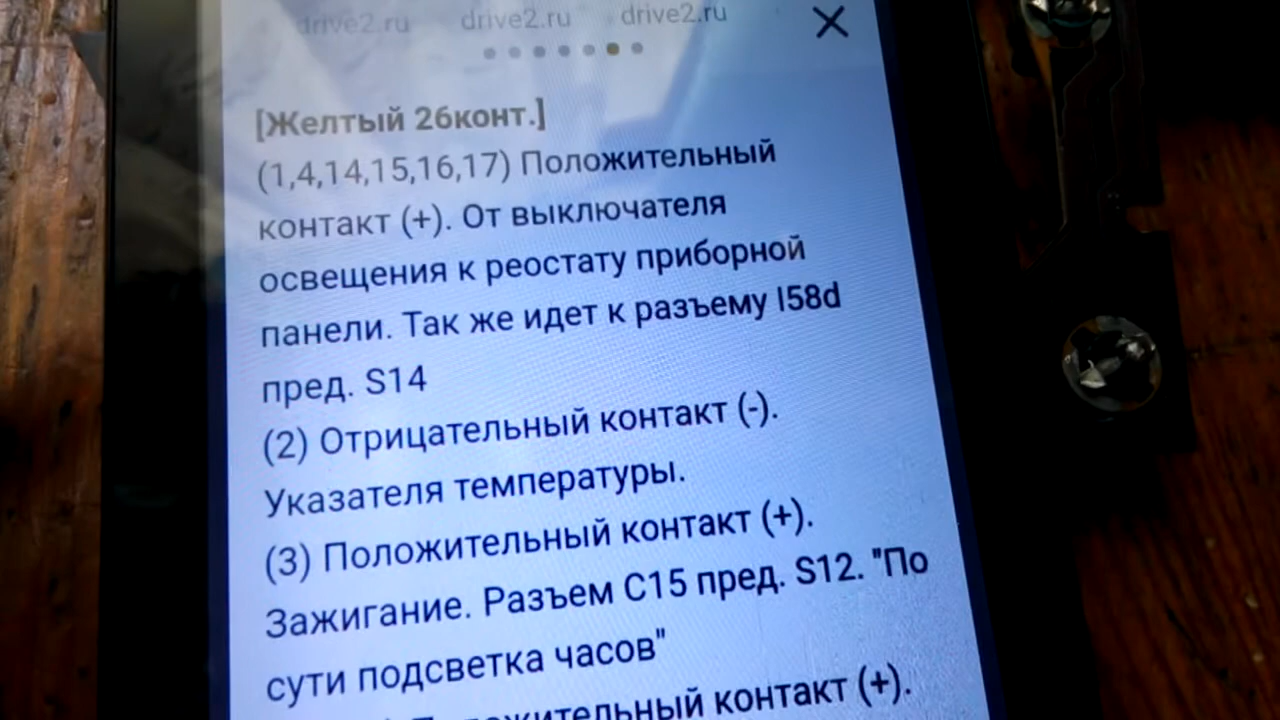 drive2.ru drive2.ru drive2.ru
[Желтый 26конт.]
(1,4,14,15,16,17) Положительный
контакт (+). От выключателя
освещения к реостату приборной
панели. Так же идет к разъему I58d
пред. S14
(2) Отрицательный контакт (-).
Указателя температуры.
(3) Положительный контакт (+).
Зажигание. Разъем С15 пред. S12. "По
сути подсветка часов"
Положительный контакт (+).